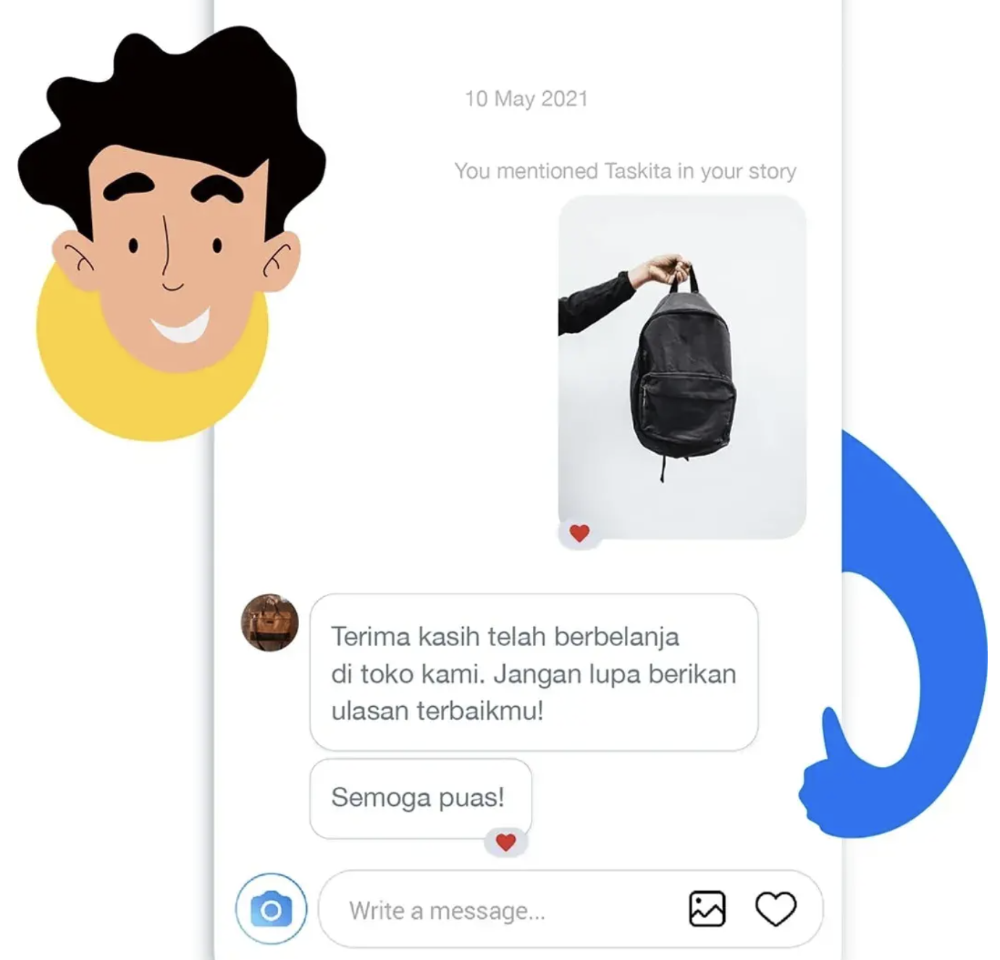 10 May 2021
You mentioned Taskita in your story
Terima kasih telah berbelanja
di toko kami. Jangan lupa berikan
ulasan terbaikmu!
Semoga puas!
Write a message...